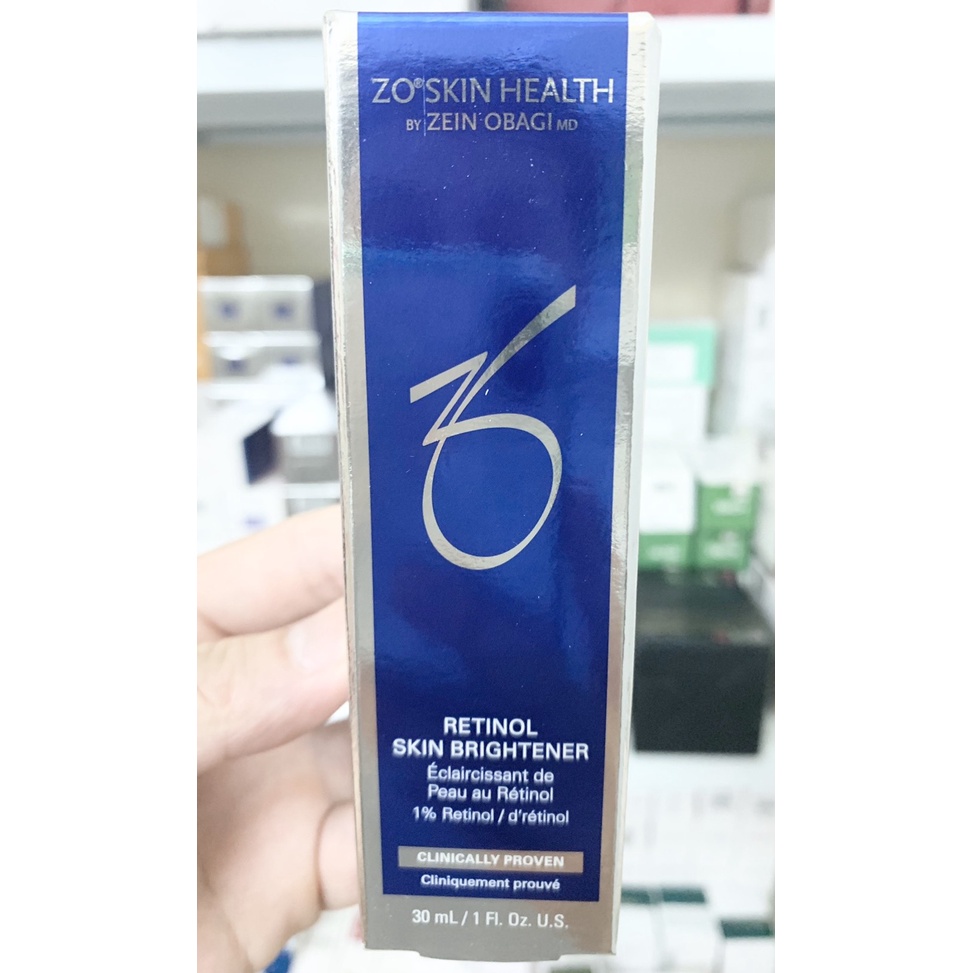 ZO® SKIN HEALTH
BY ZEIN OBAGI MD
ZO
RETINOL
SKIN BRIGHTENER
Éclaircissant de
Peau au Rétinol
1% Retinol / d'rétinol
CLINICALLY PROVEN
Cliniquement prouvé
30 mL / 1 Fl. Oz. U.S.